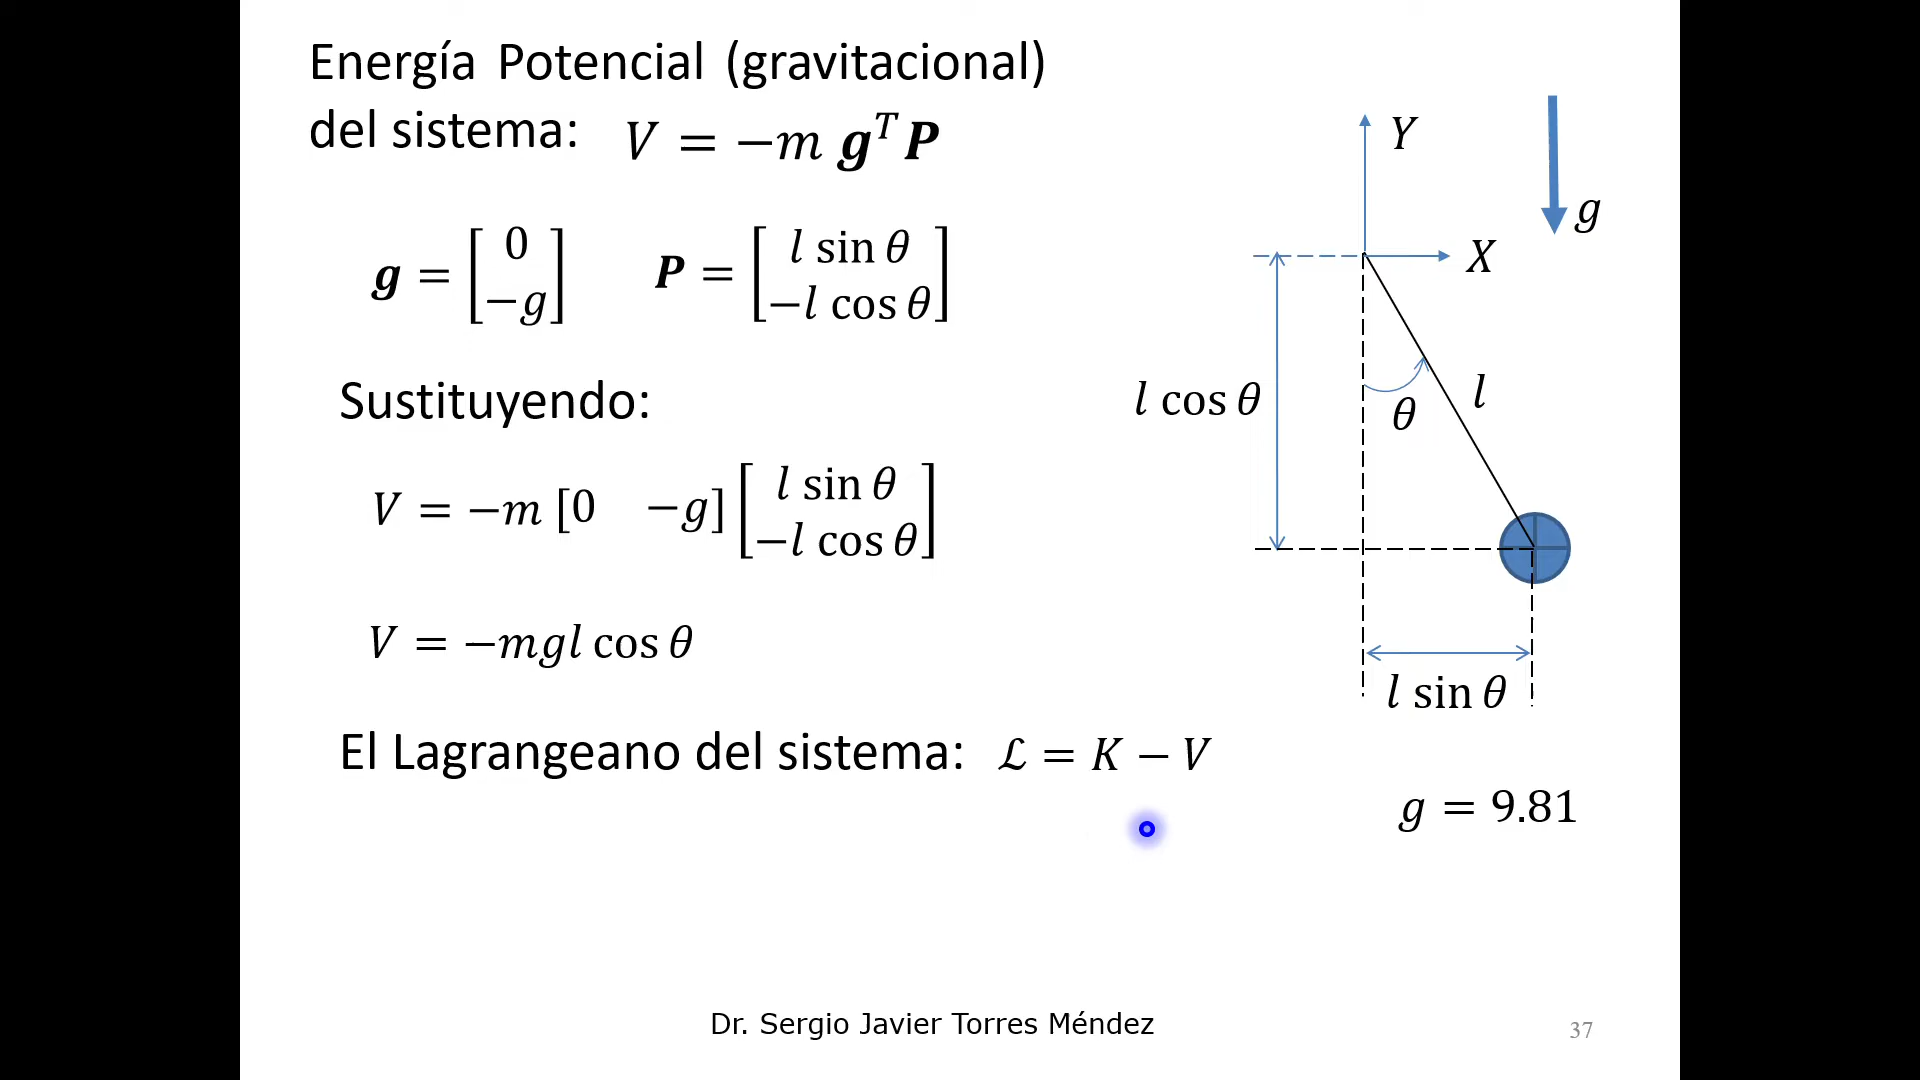 Energía Potencial (gravitacional)
del sistema: V = −m g^T P
g = [0 −g] P = [l sin θ −l cos θ]
Sustituyendo:
V = −m [0 −g] [l sin θ −l cos θ]
V = −mgl cos θ
El Lagrangeano del sistema: ℒ = K − V
Y
g
X
l cos θ
θ
l
l sin θ
g = 9.81
Dr. Sergio Javier Torres Méndez
37